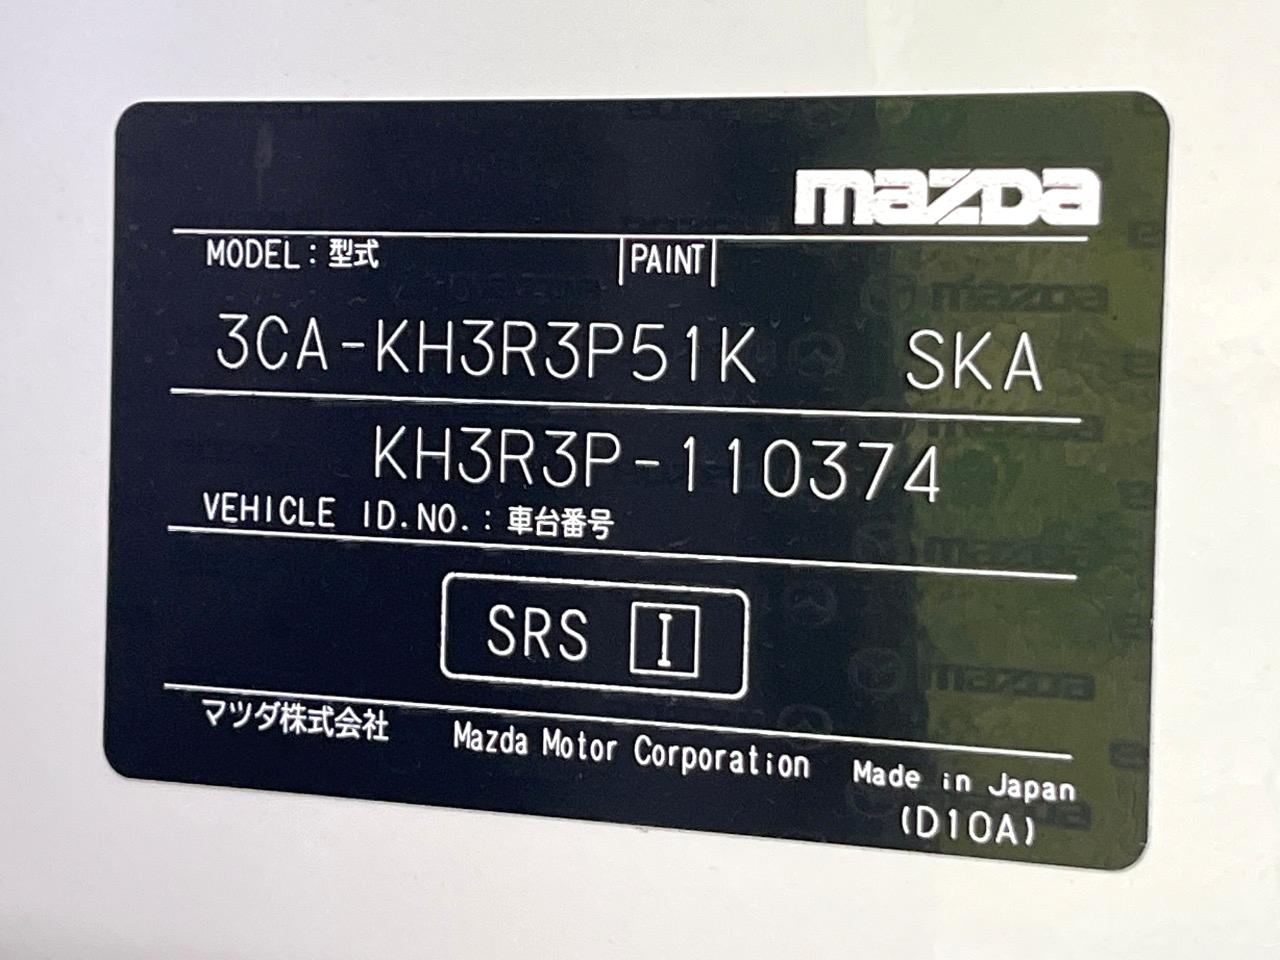 mazda
MODEL : 型式 PAINT
3CA-KH3R3P51K SKA
KH3R3P-110374
VEHICLE ID.NO. : 車台番号
SRS I
マツダ株式会社 Mazda Motor Corporation Made in Japan
(D10A)